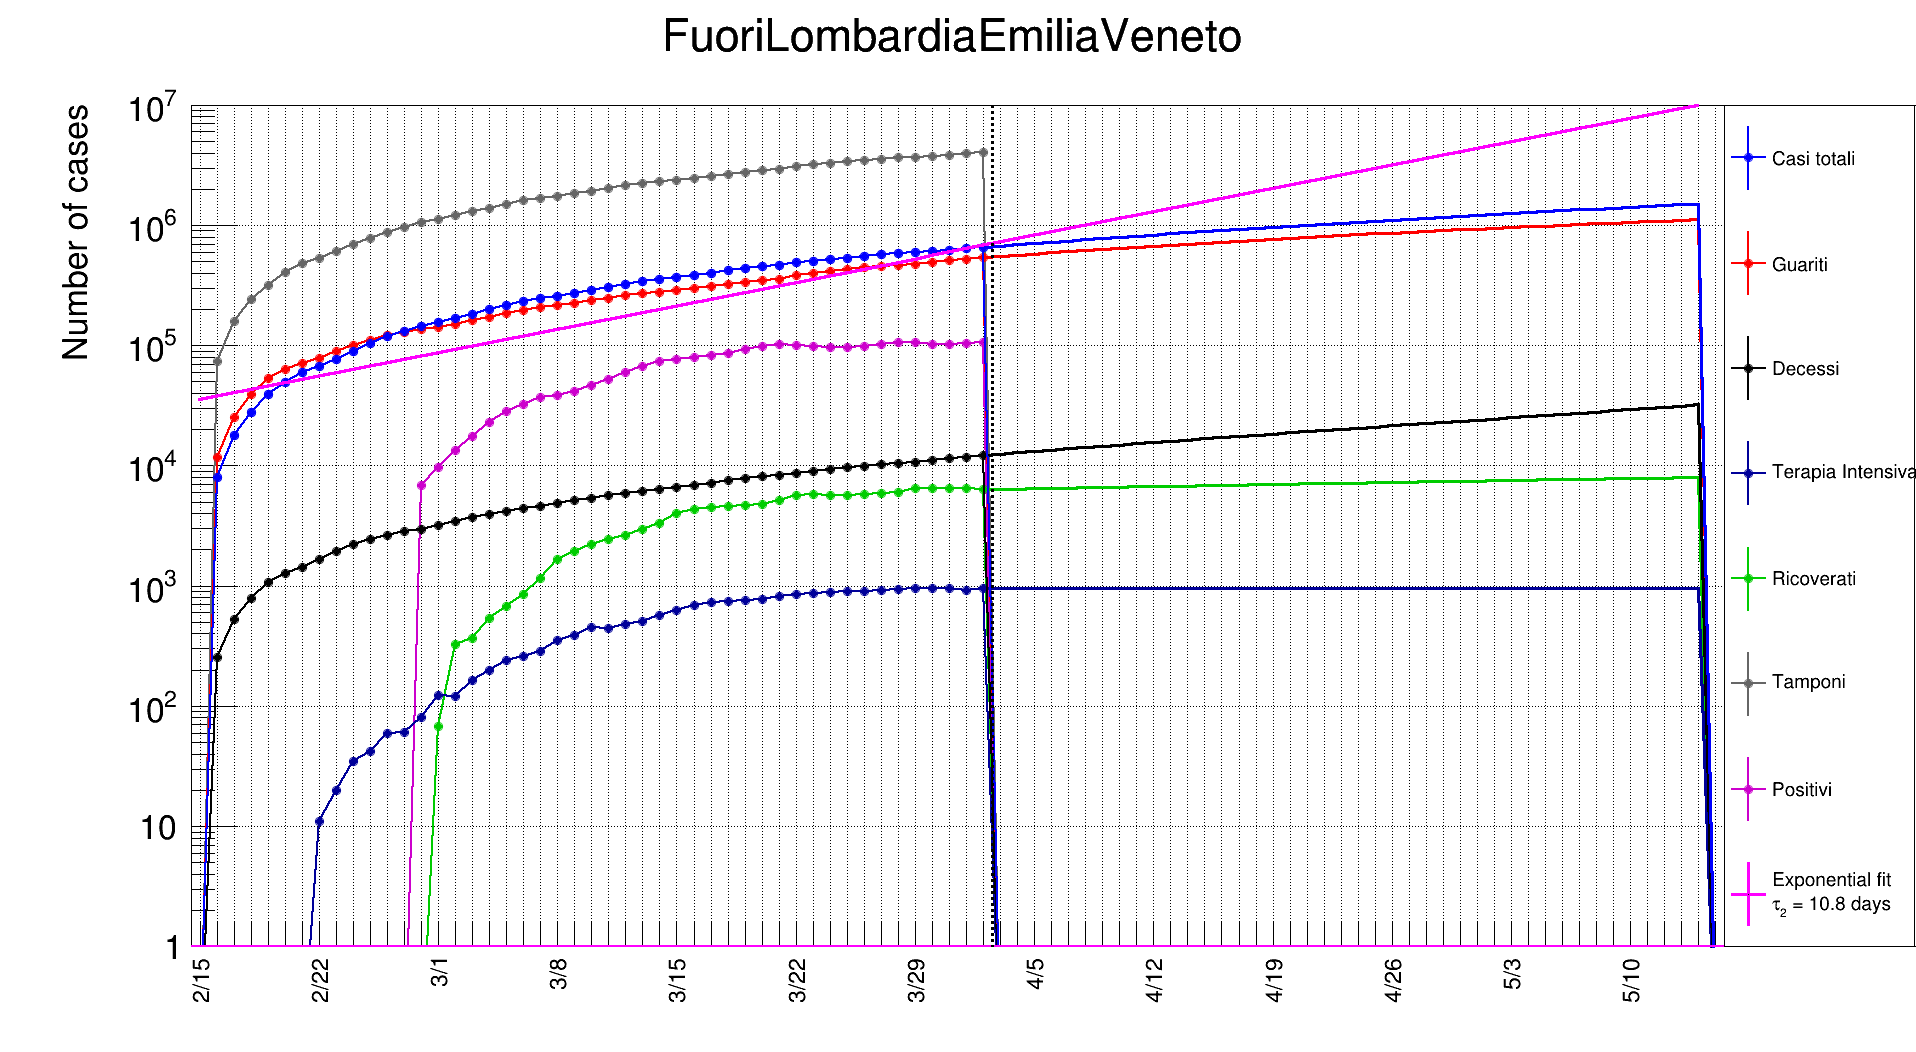 FuoriLombardiaEmiliaVeneto
Number of cases
10^7
10^6
10^5
10^4
10^3
10^2
10
1
2/15
2/22
3/1
3/8
3/15
3/22
3/29
4/5
4/12
4/19
4/26
5/3
5/10
Casi totali
Guariti
Decessi
Terapia Intensiva
Ricoverati
Tamponi
Positivi
Exponential fit
τ₂ = 10.8 days